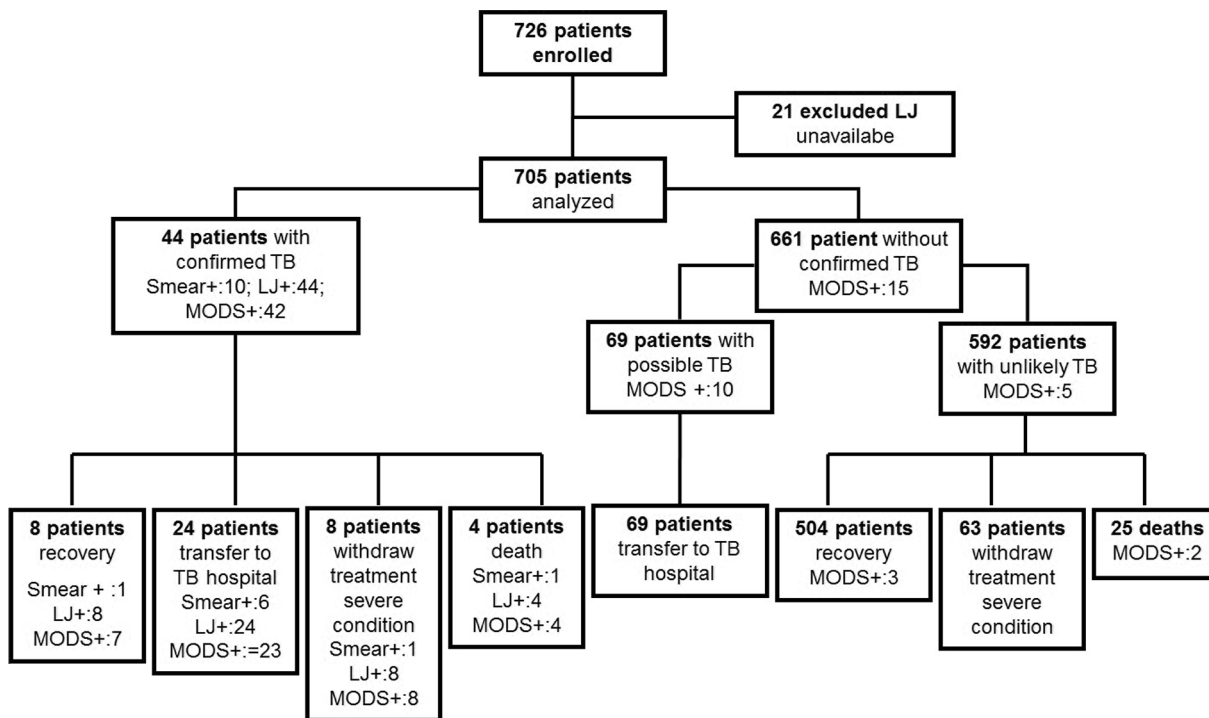 726 patients
enrolled
21 excluded LJ
unavailabe
705 patients
analyzed
44 patients with
confirmed TB
Smear+:10; LJ+:44;
MODS+:42
661 patient without
confirmed TB
MODS+:15
69 patients with
possible TB
MODS +:10
592 patients
with unlikely TB
MODS+:5
8 patients
recovery
Smear + :1
LJ+:8
MODS+:7
24 patients
transfer to
TB hospital
Smear+:6
LJ+:24
MODS+:=23
8 patients
withdraw
treatment
severe
condition
Smear+:1
LJ+:8
MODS+:8
4 patients
death
Smear+:1
LJ+:4
MODS+:4
69 patients
transfer to TB
hospital
504 patients
recovery
MODS+:3
63 patients
withdraw
treatment
severe
condition
25 deaths
MODS+:2